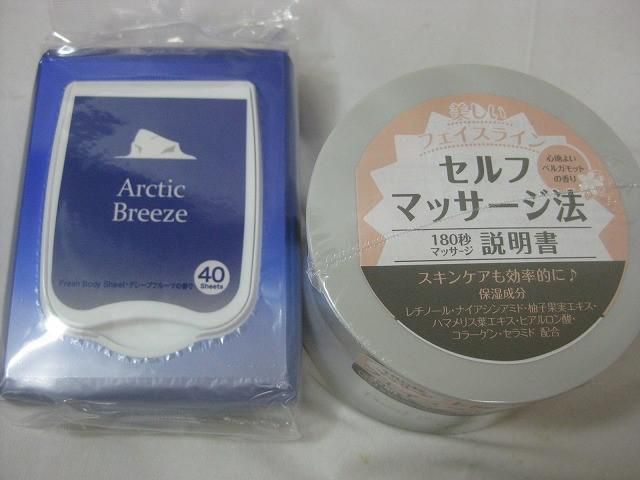 Arctic
Breeze
Fresh Body Sheet・グレープフルーツの香り
40
Sheets
美しい
フェイスライン
心地よい
ベルガモット
の香り
セルフ
マッサージ法
180秒
マッサージ
説明書
スキンケアも効率的に♪
保湿成分
レチノール・ナイアシンアミド・柚子果実エキス・
ハマメリス葉エキス・ヒアルロン酸・
コラーゲン・セラミド 配合